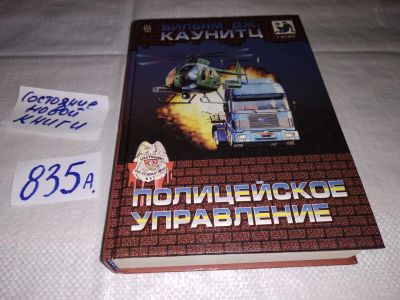 ВИЛЬЯМ ДЖ.
КАУНИТЦ
Состояние
новой
книги
835А.
ПОЛИЦЕЙСКОЕ
УПРАВЛЕНИЕ